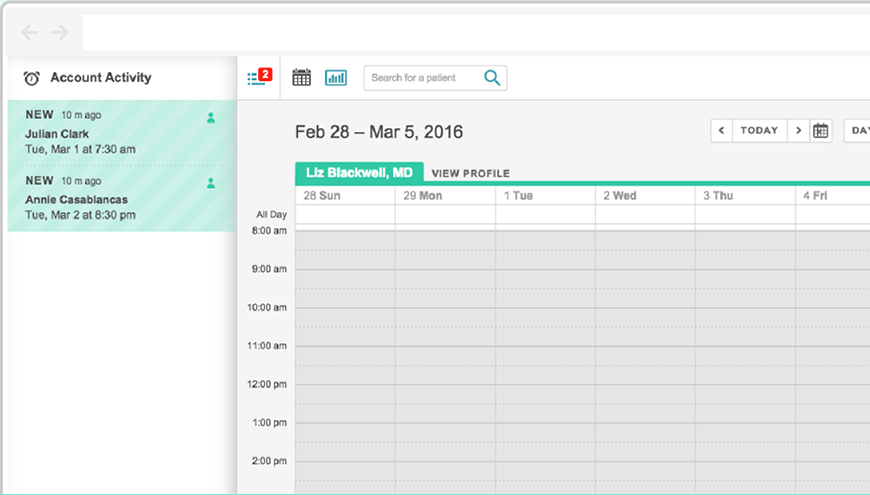 Account Activity
2
Search for a patient
NEW 10 m ago
Julian Clark
Tue, Mar 1 at 7:30 am
NEW 10 m ago
Annie Casablancas
Tue, Mar 2 at 8:30 pm
Feb 28 – Mar 5, 2016
< TODAY >
DAY
Liz Blackwell, MD VIEW PROFILE
28 Sun 29 Mon 1 Tue 2 Wed 3 Thu 4 Fri
All Day
8:00 am
9:00 am
10:00 am
11:00 am
12:00 pm
1:00 pm
2:00 pm